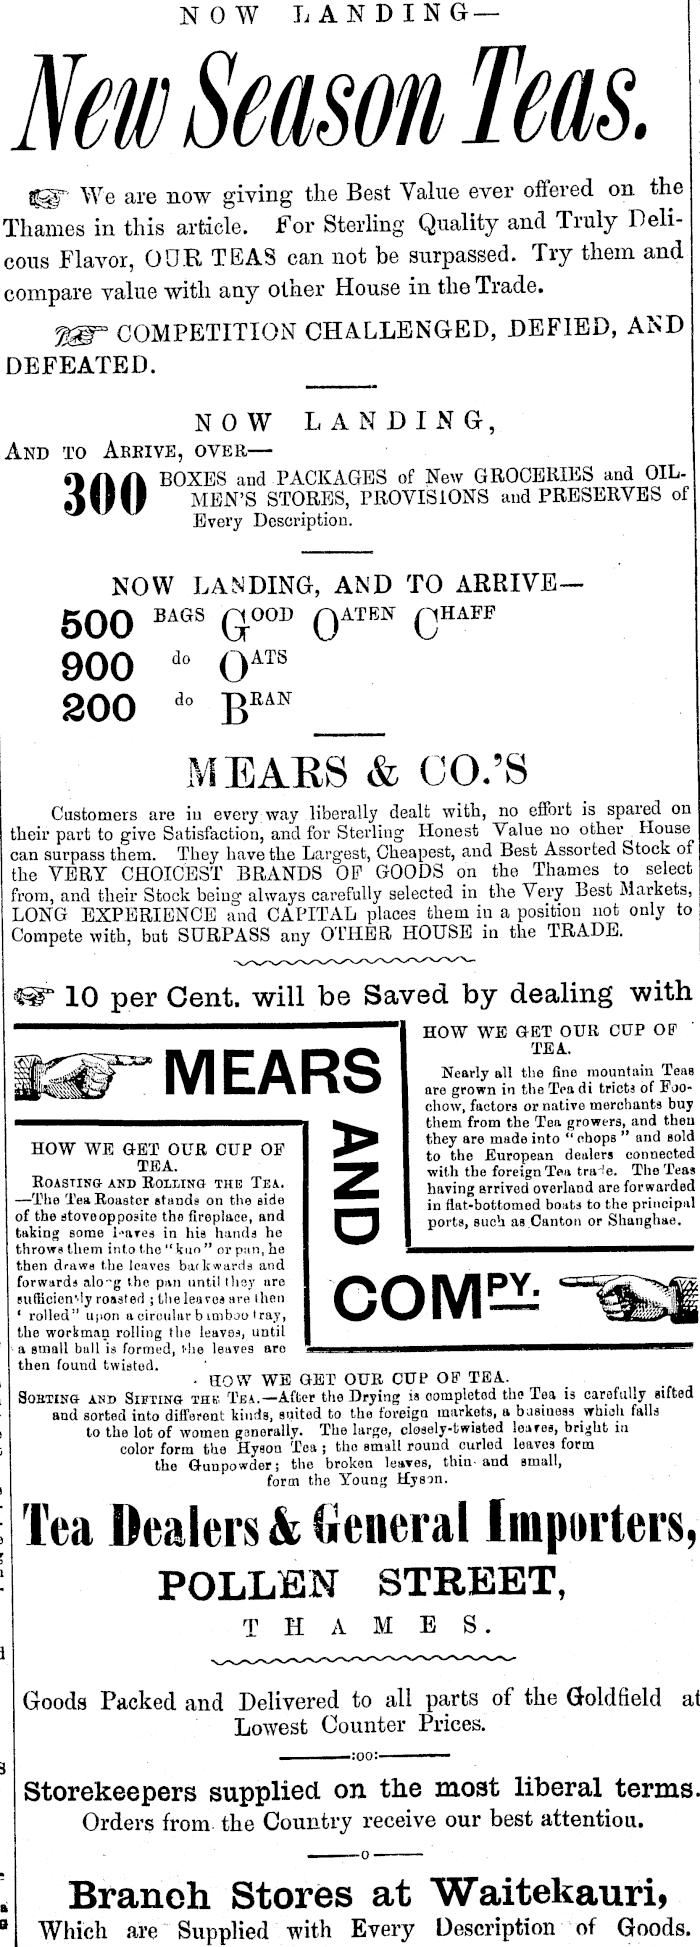 NOW LANDING—
New Season Teas.
We are now giving the Best Value ever offered on the
Thames in this article. For Sterling Quality and Truly Deli-
cous Flavor, OUR TEAS can not be surpassed. Try them and
compare value with any other House in the Trade.
COMPETITION CHALLENGED, DEFIED, AND
DEFEATED.
NOW LANDING,
AND TO ARRIVE, OVER—
300 BOXES and PACKAGES of New GROCERIES and OIL-
MEN'S STORES, PROVISIONS and PRESERVES of
Every Description.
NOW LANDING, AND TO ARRIVE—
500 BAGS GOOD OATEN CHAFF
900 do OATS
200 do BRAN
MEARS & CO.'S
Customers are in every way liberally dealt with, no effort is spared on
their part to give Satisfaction, and for Sterling Honest Value no other House
can surpass them. They have the Largest, Cheapest, and Best Assorted Stock of
the VERY CHOICEST BRANDS OF GOODS on the Thames to select
from, and their Stock being always carefully selected in the Very Best Markets,
LONG EXPERIENCE and CAPITAL places them in a position not only to
Compete with, but SURPASS any OTHER HOUSE in the TRADE.
10 per Cent. will be Saved by dealing with
MEARS
AND
COMPY.
HOW WE GET OUR CUP OF
TEA.
Nearly all the fine mountain Teas
are grown in the Tea di tricts of Foo-
chow, factors or native merchants buy
them from the Tea growers, and then
they are made into "chops" and sold
to the European dealers connected
with the foreign Tea trade. The Teas
having arrived overland are forwarded
in flat-bottomed boats to the principal
ports, such as Canton or Shanghae.
HOW WE GET OUR CUP OF
TEA.
ROASTING AND ROLLING THE TEA.
—The Tea Roaster stands on the side
of the stove opposite the fireplace, and
taking some leaves in his hands he
throws them into the "kuo" or pan, he
then draws the leaves backwards and
forwards along the pan until they are
sufficiently roasted; the leaves are then
' rolled" upon a circular bamboo tray,
the workman rolling the leaves, until
a small ball is formed, the leaves are
then found twisted.
HOW WE GET OUR CUP OF TEA.
SORTING AND SIFTING THE TEA.—After the Drying is completed the Tea is carefully sifted
and sorted into different kinds, suited to the foreign markets, a business which falls
to the lot of women generally. The large, closely-twisted leaves, bright in
color form the Hyson Tea; the small round curled leaves form
the Gunpowder; the broken leaves, thin and small,
form the Young Hyson.
Tea Dealers & General Importers,
POLLEN STREET,
THAMES.
Goods Packed and Delivered to all parts of the Goldfield at
Lowest Counter Prices.
:oo:
Storekeepers supplied on the most liberal terms.
Orders from the Country receive our best attention.
o
Branch Stores at Waitekauri,
Which are Supplied with Every Description of Goods.